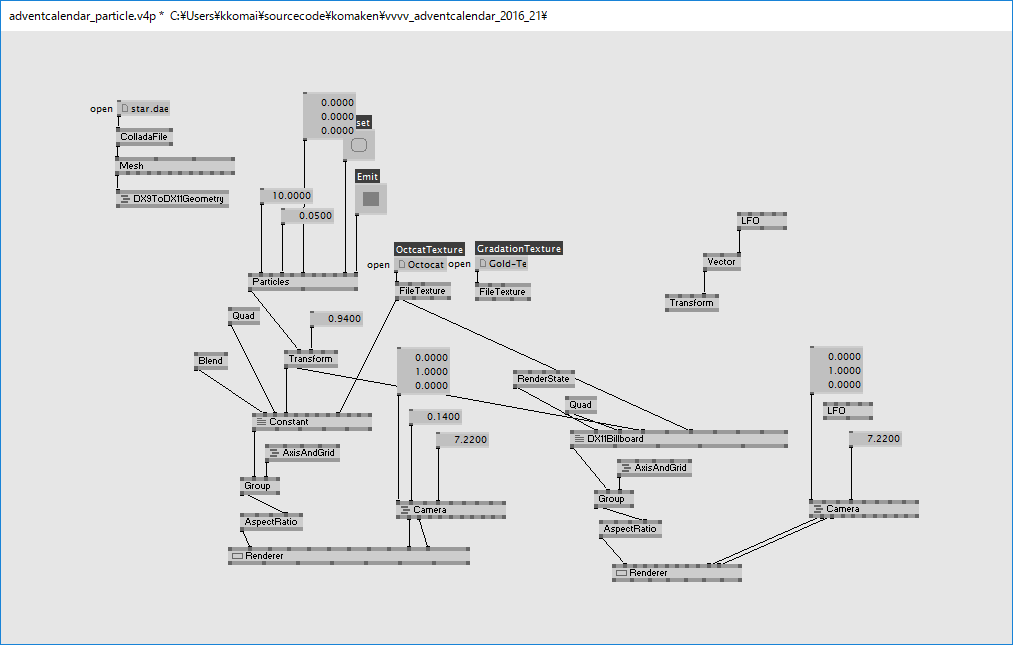 adventcalendar_particle.v4p * C:¥Users¥kkomai¥sourcecode¥komaken¥vvvv_adventcalendar_2016_21¥
open star.dae
ColladaFile
Mesh
DX9ToDX11Geometry
0.0000
0.0000
0.0000
set
Emit
10.0000
0.0500
Particles
OctcatTexture
open Octocat
FileTexture
GradationTexture
open Gold-Te
FileTexture
LFO
Vector
Transform
Quad
0.9400
Blend
Transform
0.0000
1.0000
0.0000
RenderState
Quad
0.0000
1.0000
0.0000
LFO
Constant
0.1400
7.2200
DX11Billboard
7.2200
AxisAndGrid
AxisAndGrid
Group
Group
Camera
Camera
AspectRatio
AspectRatio
Renderer
Renderer